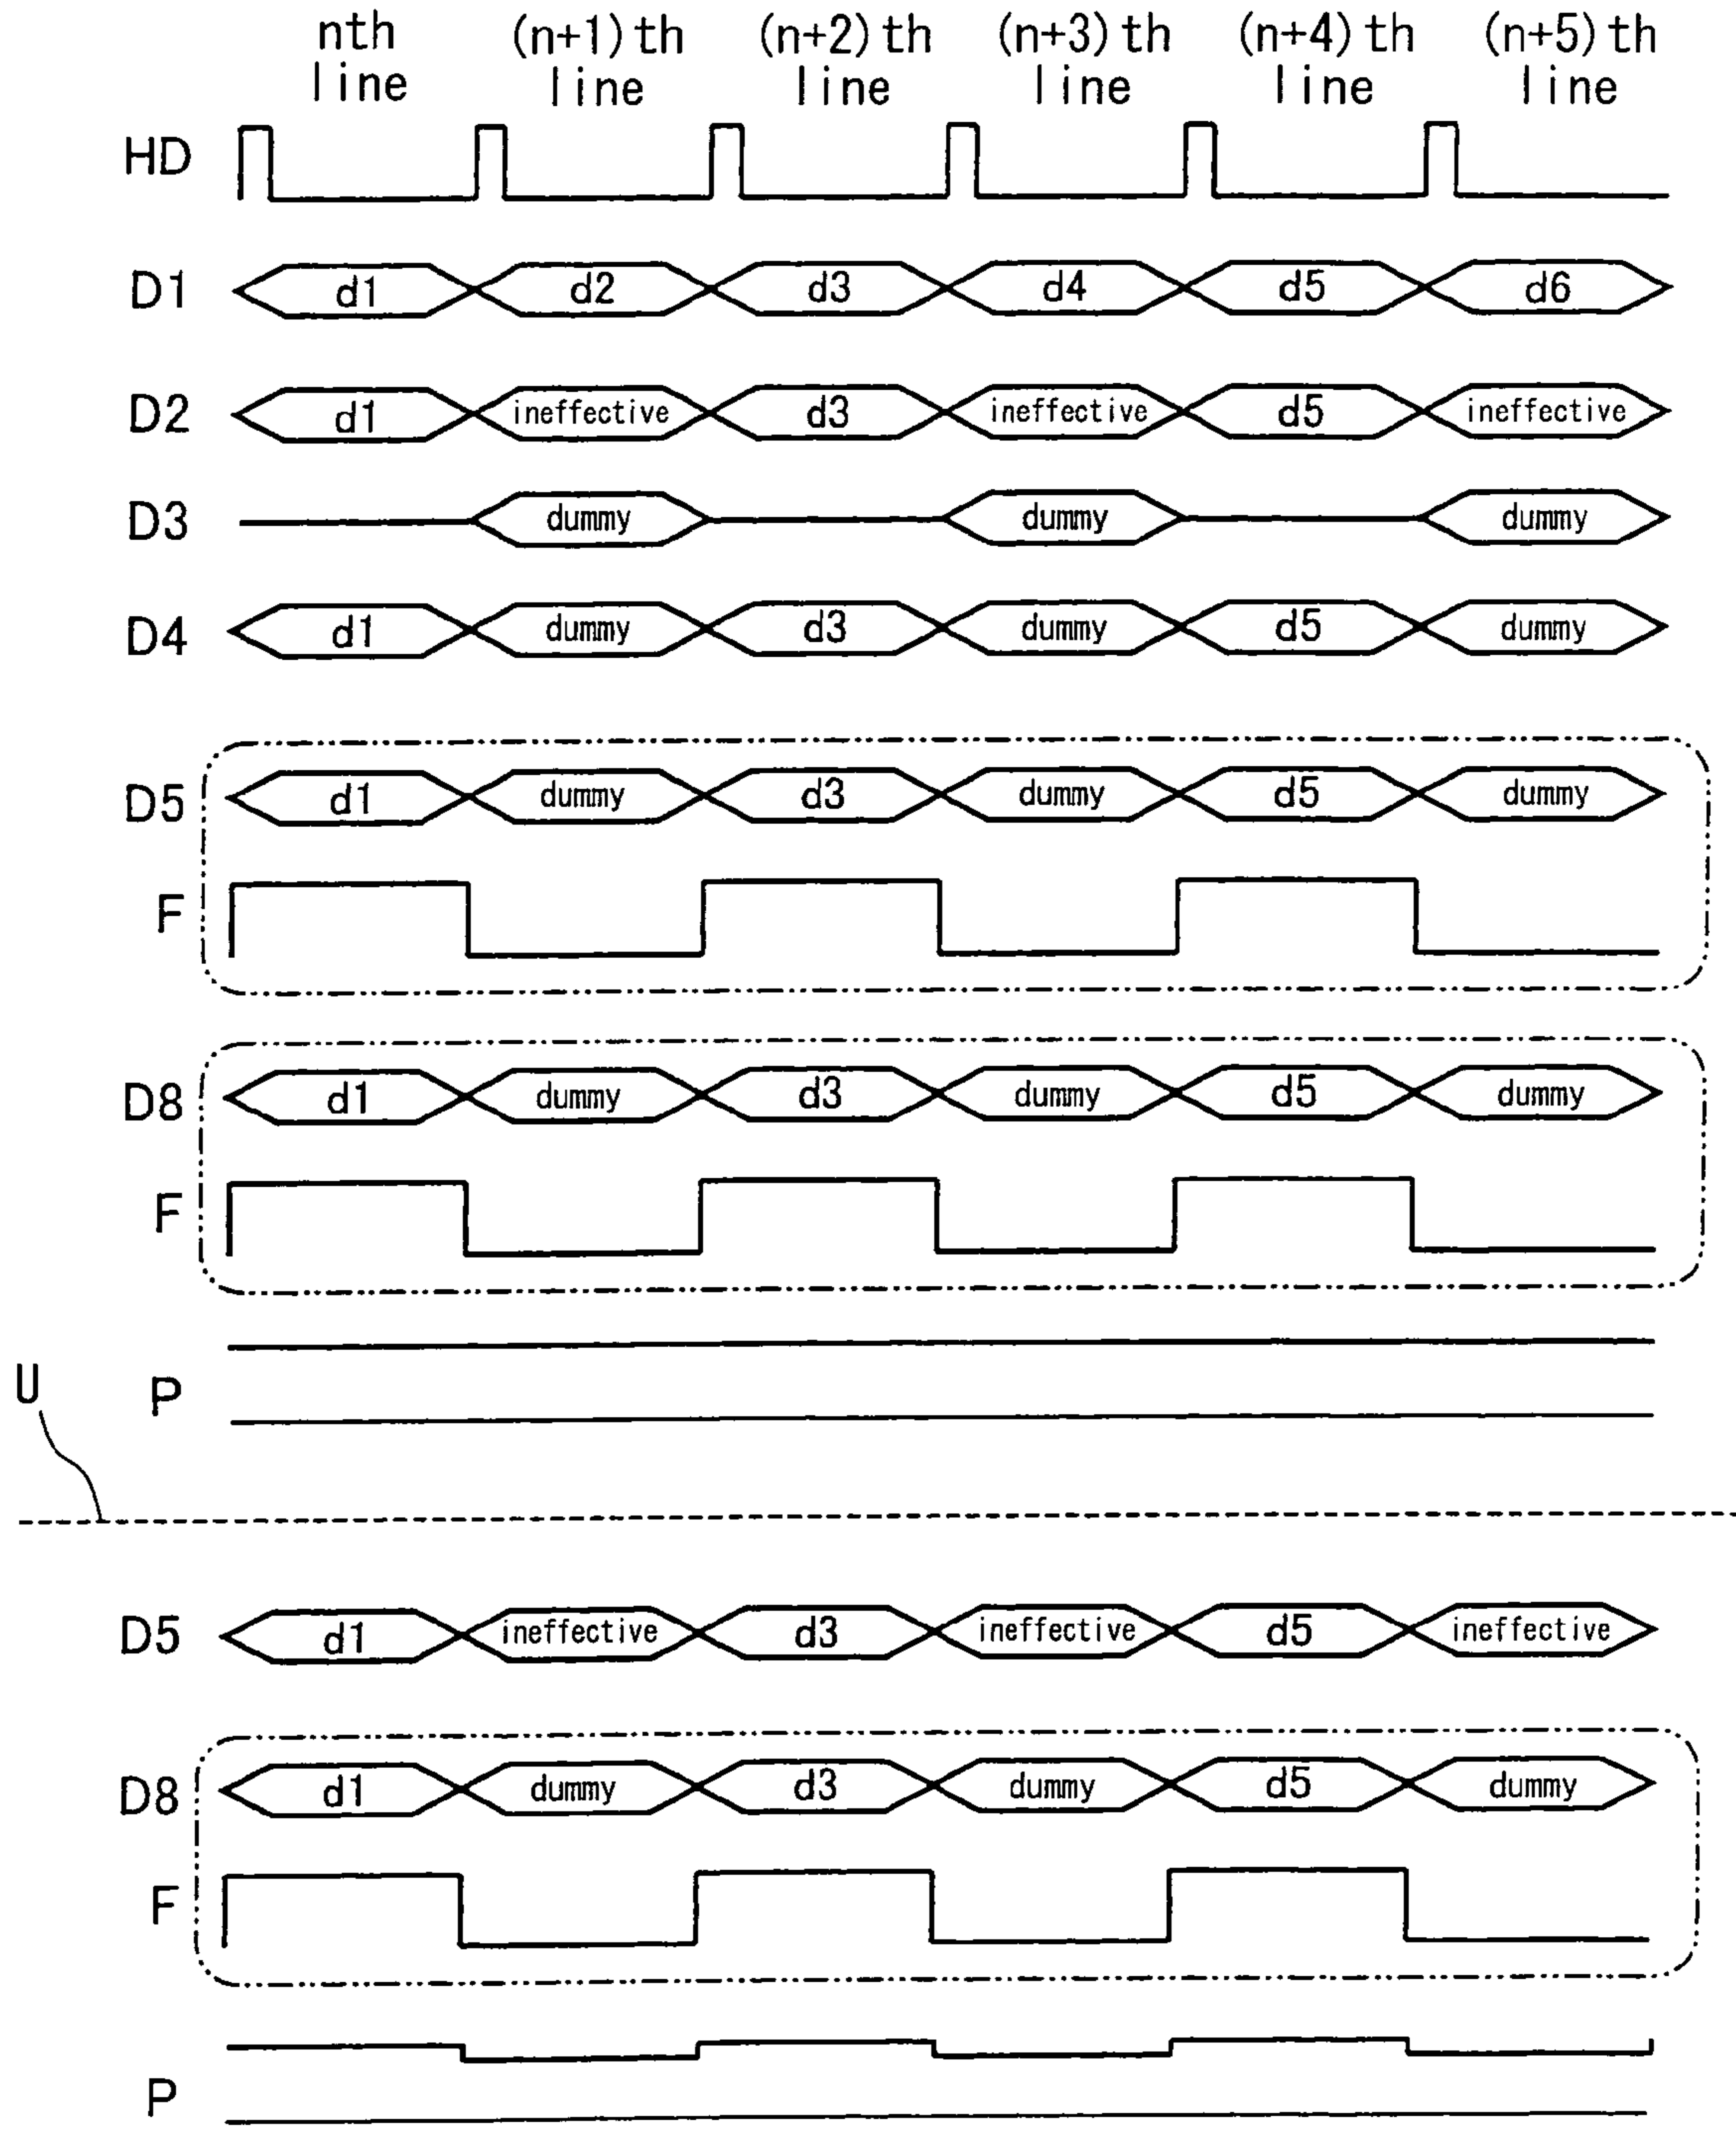 nth line (n+1)th line (n+2)th line (n+3)th line (n+4)th line (n+5)th line
HD
D1 d1 d2 d3 d4 d5 d6
D2 d1 ineffective d3 ineffective d5 ineffective
D3 dummy dummy dummy
D4 d1 dummy d3 dummy d5 dummy
D5 d1 dummy d3 dummy d5 dummy
F
D8 d1 dummy d3 dummy d5 dummy
F
P
U
D5 d1 ineffective d3 ineffective d5 ineffective
D8 d1 dummy d3 dummy d5 dummy
F
P